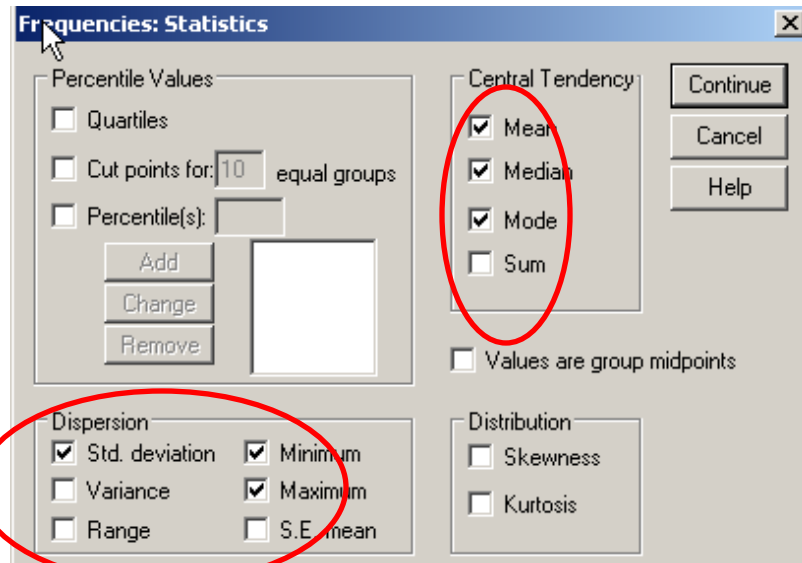 Frequencies: Statistics
Percentile Values
Quartiles
Cut points for: 10 equal groups
Percentile(s):
Add
Change
Remove
Central Tendency
Mean
Median
Mode
Sum
Continue
Cancel
Help
Values are group midpoints
Dispersion
Std. deviation Minimum
Variance Maximum
Range S.E. mean
Distribution
Skewness
Kurtosis